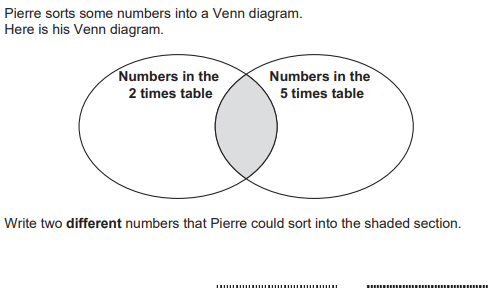 Pierre sorts some numbers into a Venn diagram.
Here is his Venn diagram.
Numbers in the
2 times table
Numbers in the
5 times table
Write two different numbers that Pierre could sort into the shaded section.